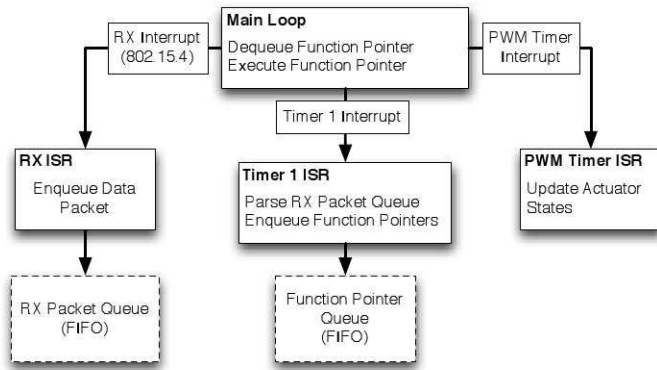 Main Loop
Dequeue Function Pointer
Execute Function Pointer
RX Interrupt
(802.15.4)
PWM Timer
Interrupt
Timer 1 Interrupt
RX ISR
Enqueue Data
Packet
Timer 1 ISR
Parse RX Packet Queue
Enqueue Function Pointers
PWM Timer ISR
Update Actuator
States
RX Packet Queue
(FIFO)
Function Pointer
Queue
(FIFO)